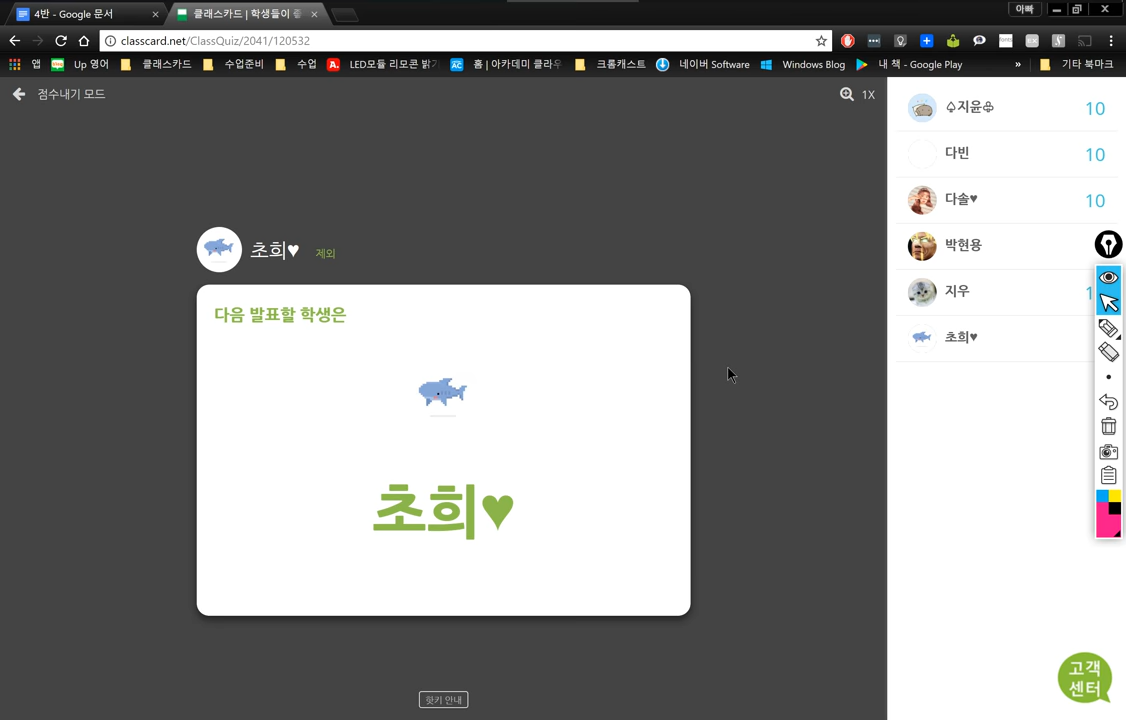 4반 - Google 문서
클래스카드 | 학생들이 즐
아빠
classcard.net/ClassQuiz/2041/120532
앱
Up 영어
클래스카드
수업준비
수업
LED모듈 리모콘 밝기
홈 | 아카데미 클라우
크롬캐스트
네이버 Software
Windows Blog
내 책 - Google Play
»
기타 북마크
점수내기 모드
1X
초희♥
제외
다음 발표할 학생은
초희♥
핫키 안내
♤지윤♧
10
다빈
10
다솔♥
10
박현용
지우
1
초희♥
고객
센터